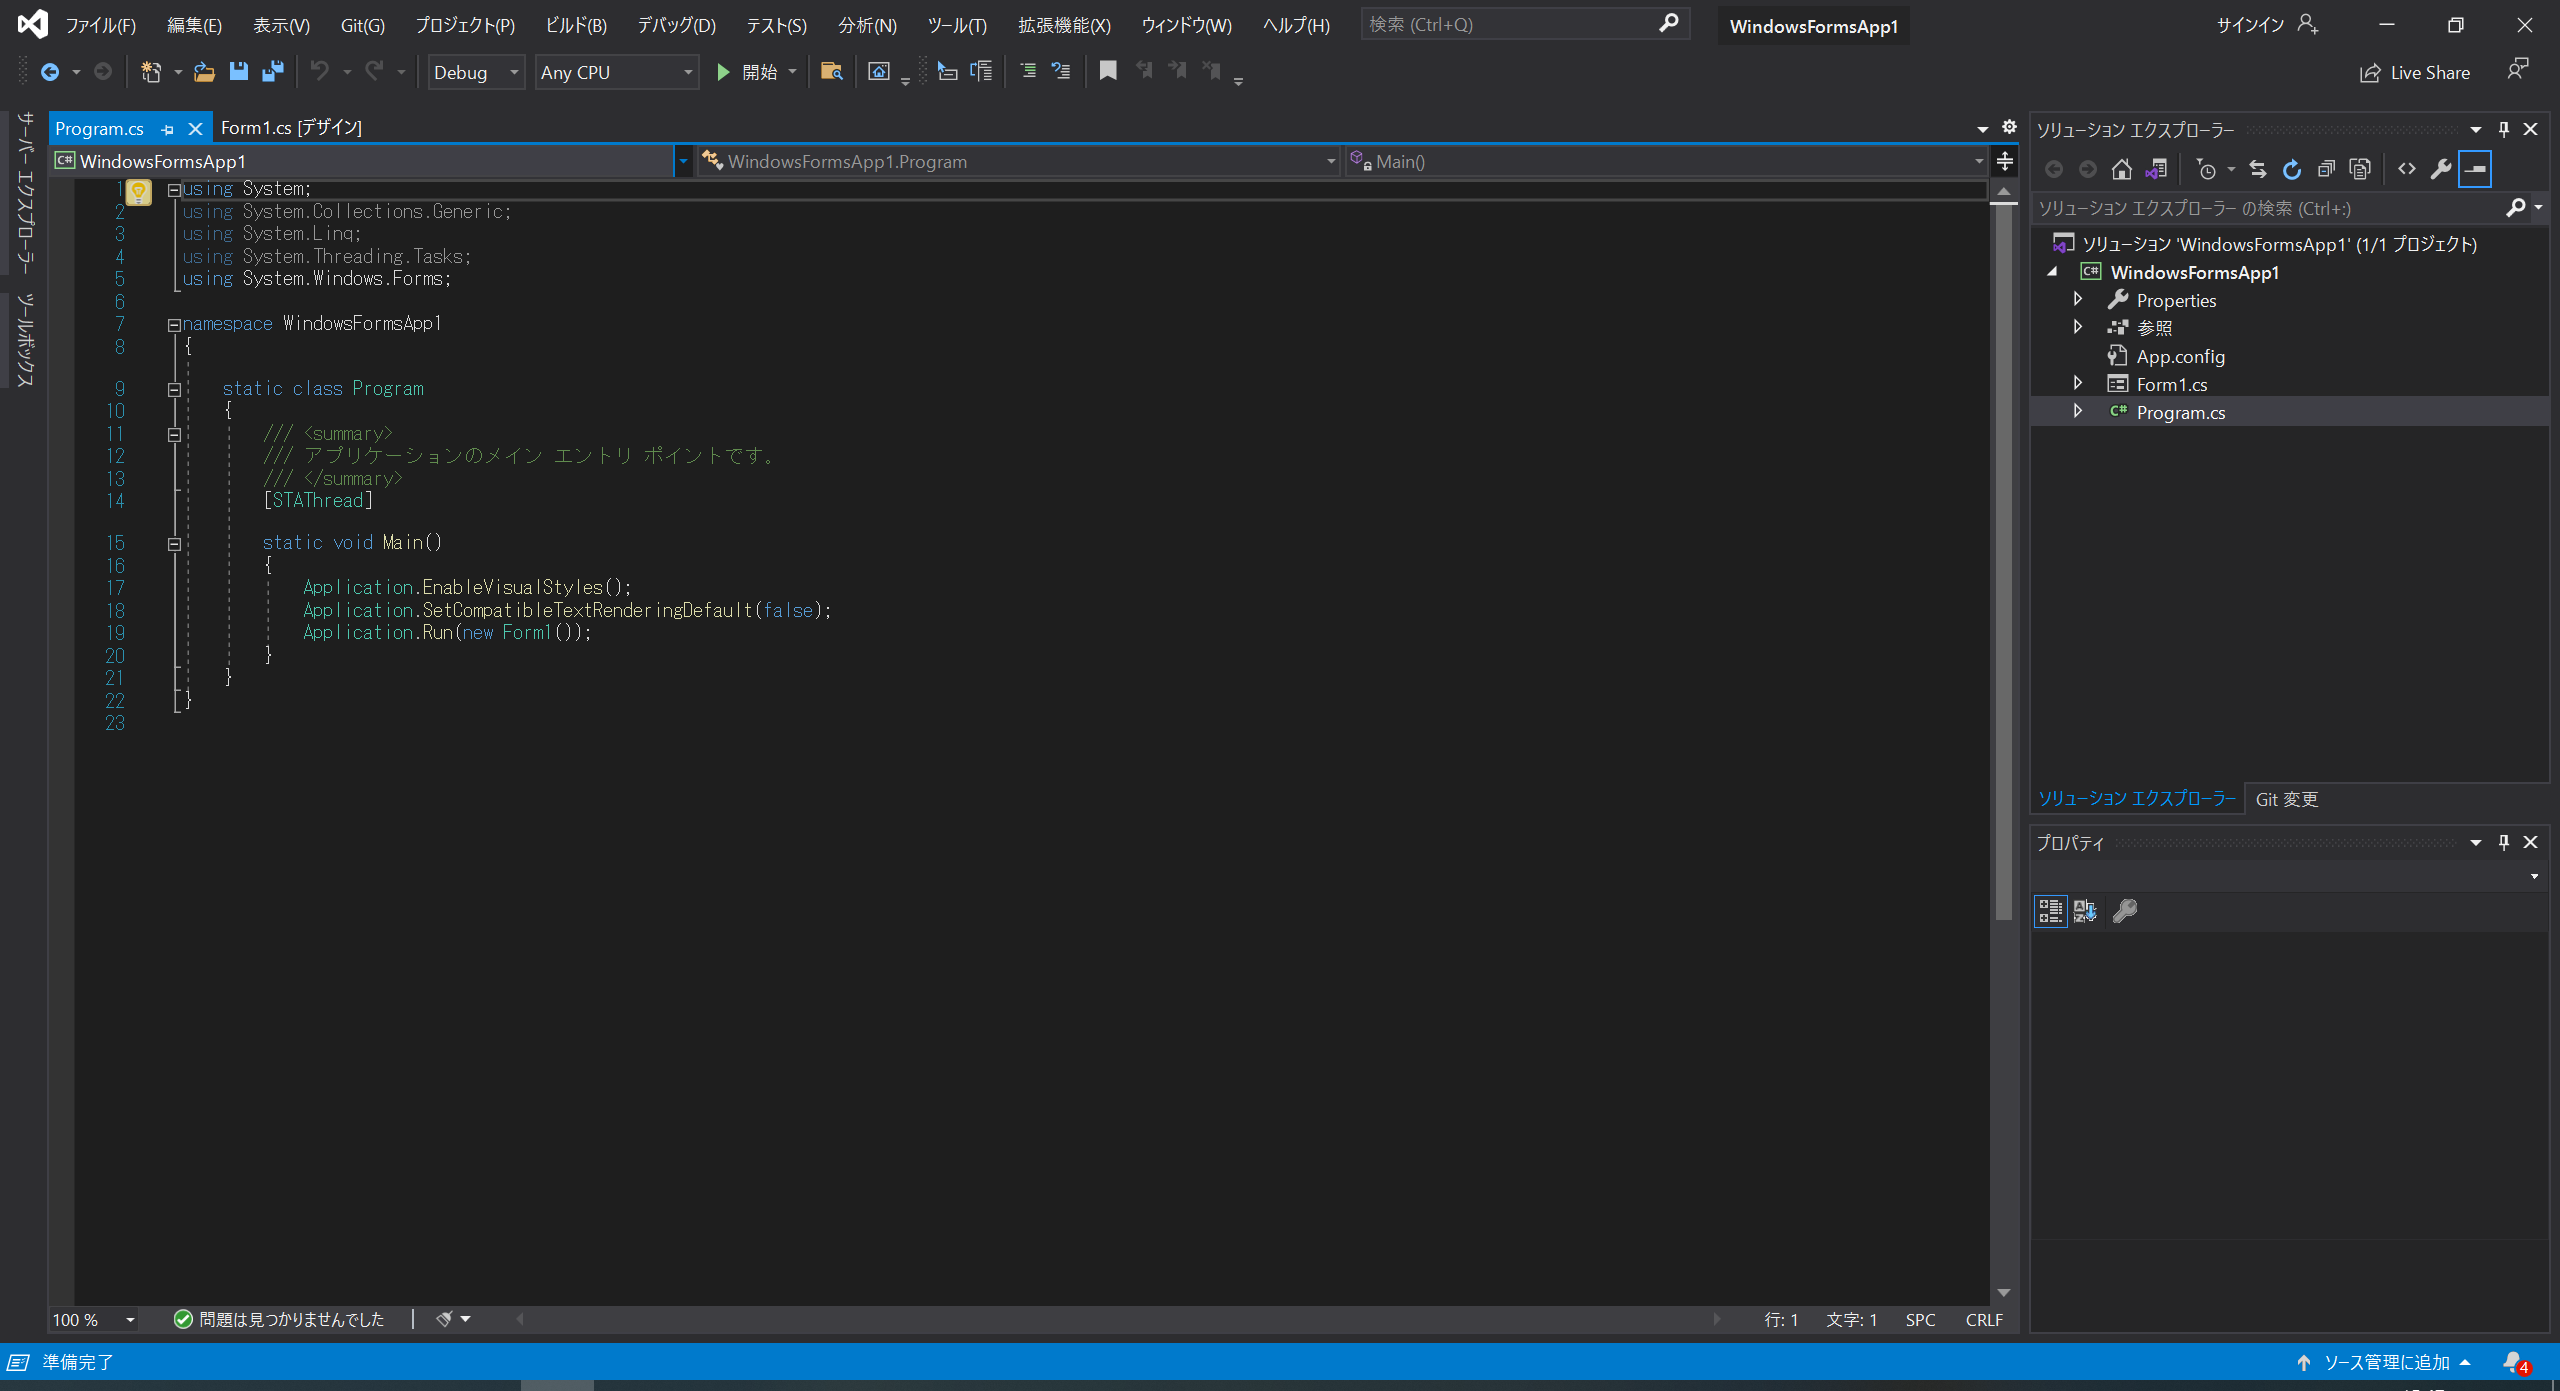 ファイル(F) 編集(E) 表示(V) Git(G) プロジェクト(P) ビルド(B) デバッグ(D) テスト(S) 分析(N) ツール(T) 拡張機能(X) ウィンドウ(W) ヘルプ(H) 検索 (Ctrl+Q) WindowsFormsApp1 サインイン
Debug Any CPU 開始 Live Share
サーバー エクスプローラー
ツールボックス
Program.cs Form1.cs [デザイン]
WindowsFormsApp1 WindowsFormsApp1.Program Main()
1 using System;
2 using System.Collections.Generic;
3 using System.Linq;
4 using System.Threading.Tasks;
5 using System.Windows.Forms;
6
7 namespace WindowsFormsApp1
8 {
9 static class Program
10 {
11 /// <summary>
12 /// アプリケーションのメイン エントリ ポイントです。
13 /// </summary>
14 [STAThread]
15 static void Main()
16 {
17 Application.EnableVisualStyles();
18 Application.SetCompatibleTextRenderingDefault(false);
19 Application.Run(new Form1());
20 }
21 }
22 }
23
100 % 問題は見つかりませんでした 行: 1 文字: 1 SPC CRLF
ソリューション エクスプローラー
ソリューション エクスプローラー の検索 (Ctrl+:)
ソリューション 'WindowsFormsApp1' (1/1 プロジェクト)
C# WindowsFormsApp1
Properties
参照
App.config
Form1.cs
C# Program.cs
ソリューション エクスプローラー Git 変更
プロパティ
準備完了 ソース管理に追加 4